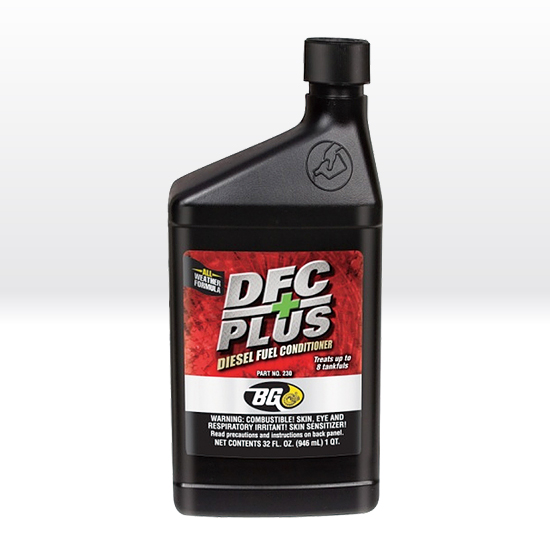 ALL
WEATHER
FORMULA
DFC
+
PLUS
DIESEL FUEL CONDITIONER
Treats up to
8 tankfuls
PART NO. 230
BG
WARNING: COMBUSTIBLE! SKIN, EYE AND
RESPIRATORY IRRITANT! SKIN SENSITIZER!
Read precautions and instructions on back panel.
NET CONTENTS 32 FL. OZ. (946 mL) 1 QT.